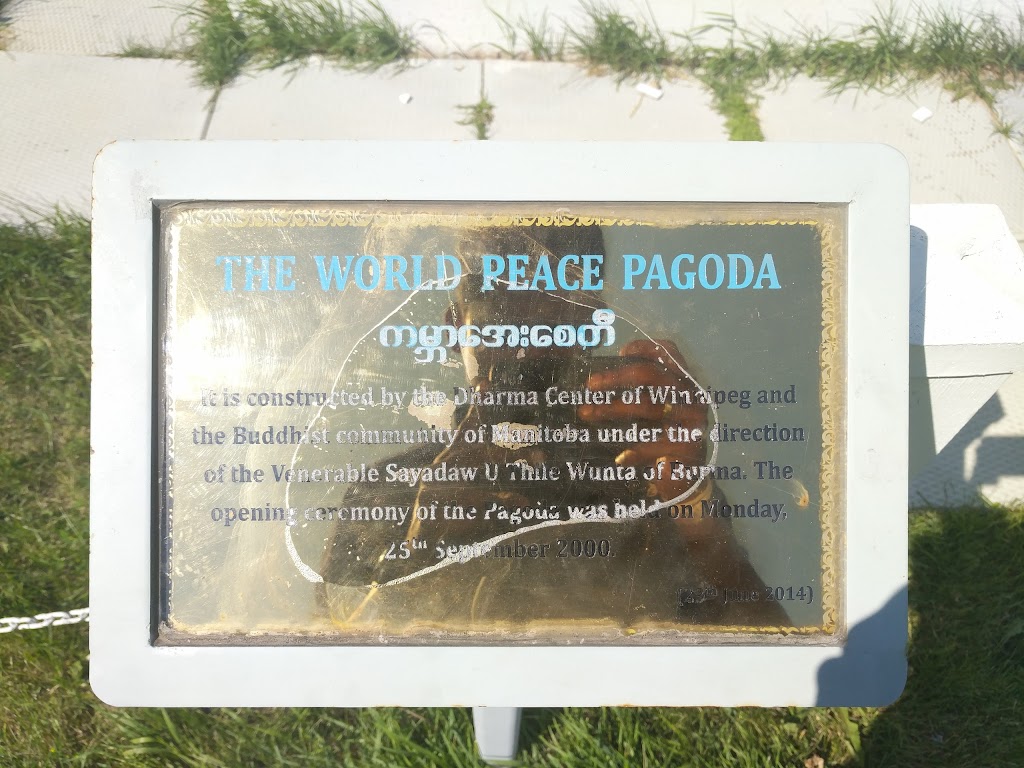 THE WORLD PEACE PAGODA
ကမ္ဘာအေးစေတီ
It is constructed by the Dharma Center of Winnipeg and
the Buddhist community of Manitoba under the direction
of the Venerable Sayadaw U Thile Wunta of Burma. The
opening ceremony of the Pagoda was held on Monday,
25th September 2000.
June 2014)